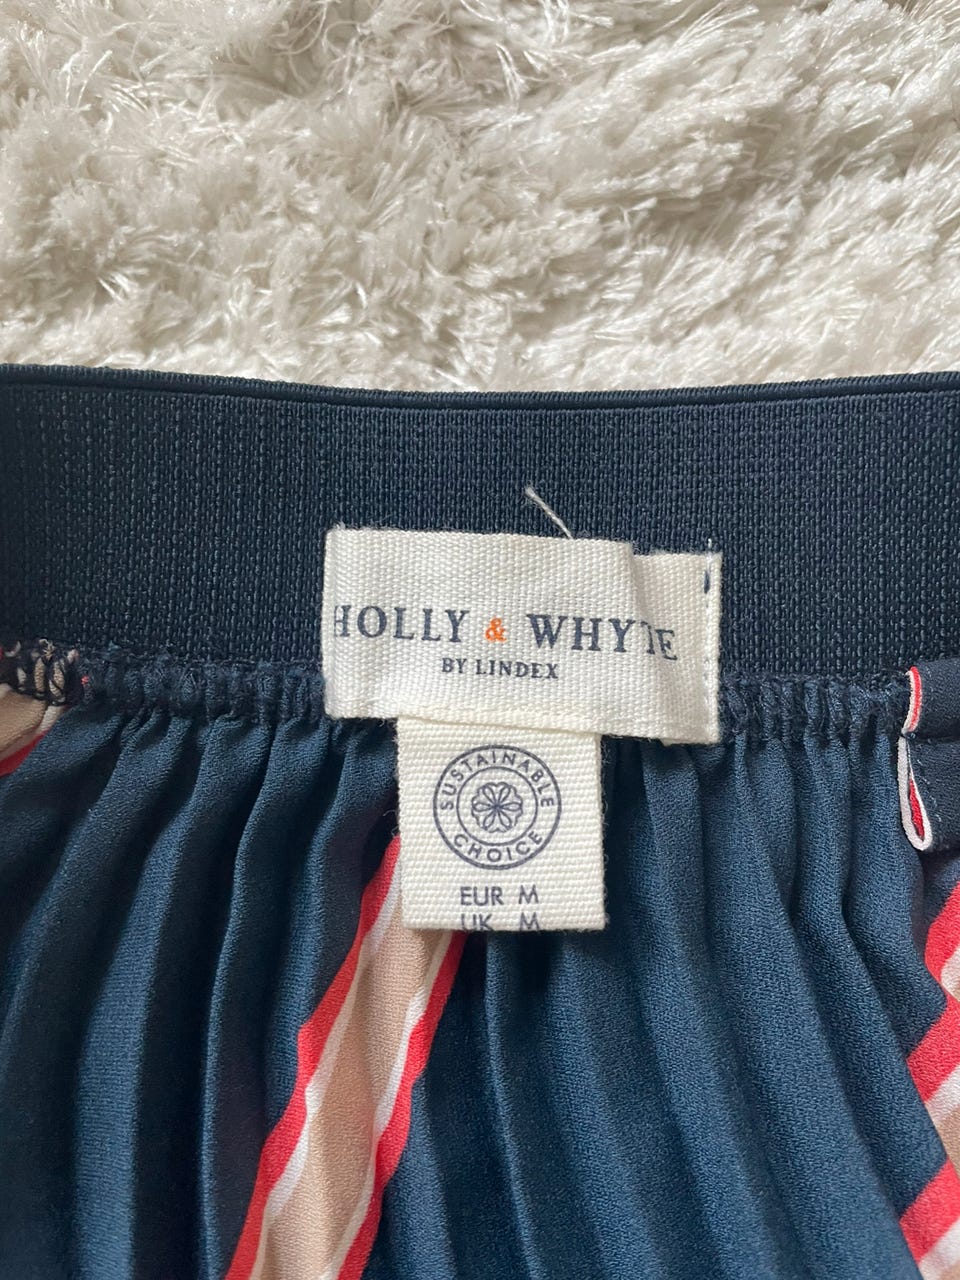 HOLLY & WHYTE
BY LINDEX
SUSTAINABLE
CHOICE
EUR M
UK M